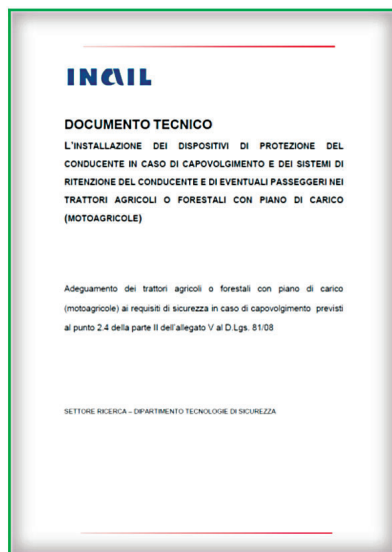 INAIL
DOCUMENTO TECNICO
L'INSTALLAZIONE DEI DISPOSITIVI DI PROTEZIONE DEL
CONDUCENTE IN CASO DI CAPOVOLGIMENTO E DEI SISTEMI DI
RITENZIONE DEL CONDUCENTE E DI EVENTUALI PASSEGGERI NEI
TRATTORI AGRICOLI O FORESTALI CON PIANO DI CARICO
(MOTOAGRICOLE)
Adeguamento dei trattori agricoli o forestali con piano di carico
(motoagricole) ai requisiti di sicurezza in caso di capovolgimento previsti
al punto 2.4 della parte II dell'allegato V al D.Lgs. 81/08
SETTORE RICERCA – DIPARTIMENTO TECNOLOGIE DI SICUREZZA